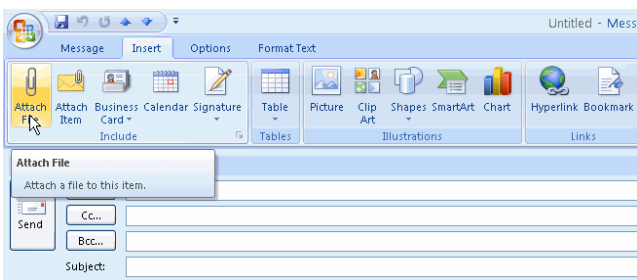 Untitled - Mess
Message Insert Options Format Text
Attach File Attach Item Business Card Calendar Signature Table Picture Clip Art Shapes SmartArt Chart Hyperlink Bookmark
Include Tables Illustrations Links
Attach File
Attach a file to this item.
Send
Cc...
Bcc...
Subject: